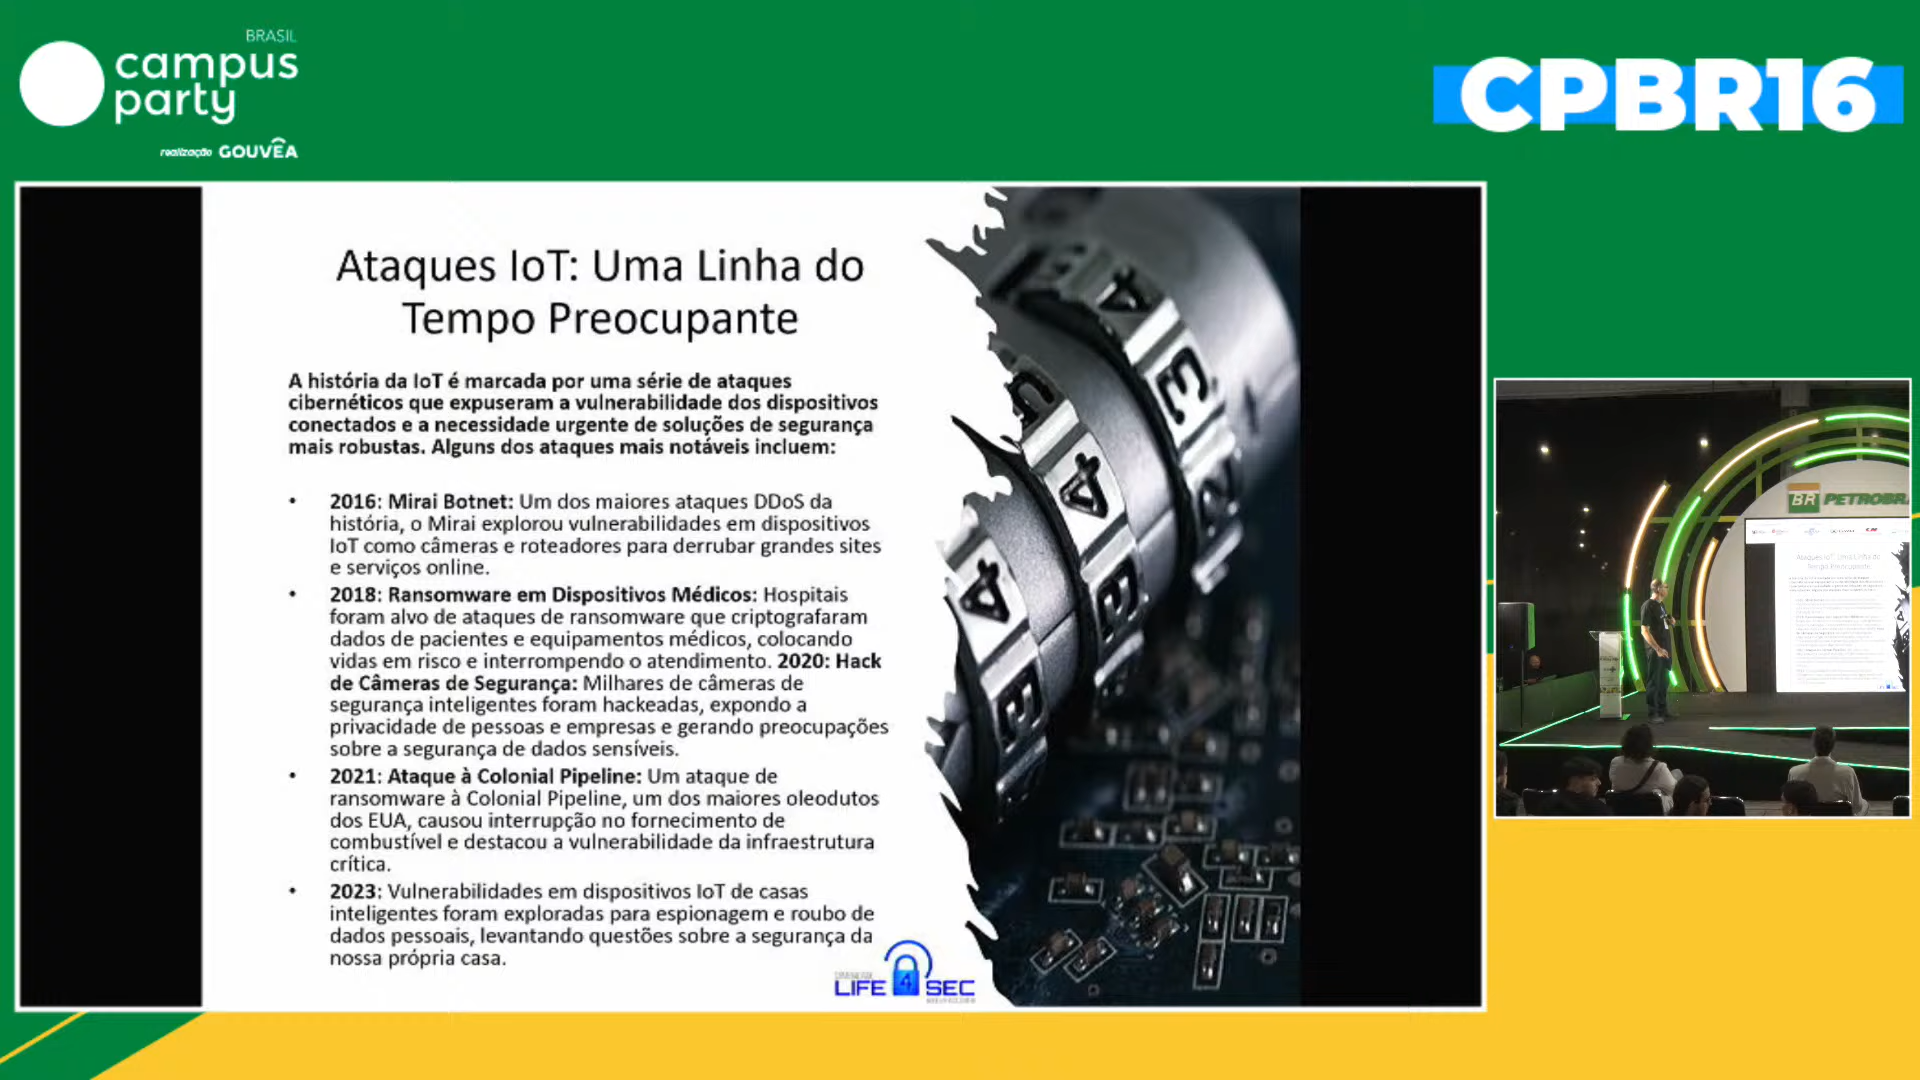 BRASIL
campus
party
realização GOUVÊA
CPBR16
Ataques IoT: Uma Linha do
Tempo Preocupante
A história da IoT é marcada por uma série de ataques
cibernéticos que expuseram a vulnerabilidade dos dispositivos
conectados e a necessidade urgente de soluções de segurança
mais robustas. Alguns dos ataques mais notáveis incluem:
• 2016: Mirai Botnet: Um dos maiores ataques DDoS da
história, o Mirai explorou vulnerabilidades em dispositivos
IoT como câmeras e roteadores para derrubar grandes sites
e serviços online.
• 2018: Ransomware em Dispositivos Médicos: Hospitais
foram alvo de ataques de ransomware que criptografaram
dados de pacientes e equipamentos médicos, colocando
vidas em risco e interrompendo o atendimento. 2020: Hack
de Câmeras de Segurança: Milhares de câmeras de
segurança inteligentes foram hackeadas, expondo a
privacidade de pessoas e empresas e gerando preocupações
sobre a segurança de dados sensíveis.
• 2021: Ataque à Colonial Pipeline: Um ataque de
ransomware à Colonial Pipeline, um dos maiores oleodutos
dos EUA, causou interrupção no fornecimento de
combustível e destacou a vulnerabilidade da infraestrutura
crítica.
• 2023: Vulnerabilidades em dispositivos IoT de casas
inteligentes foram exploradas para espionagem e roubo de
dados pessoais, levantando questões sobre a segurança da
nossa própria casa.
LIFE 4 SEC
BR PETROBRA
Ataques IoT: Uma Linha do
Tempo Preocupante